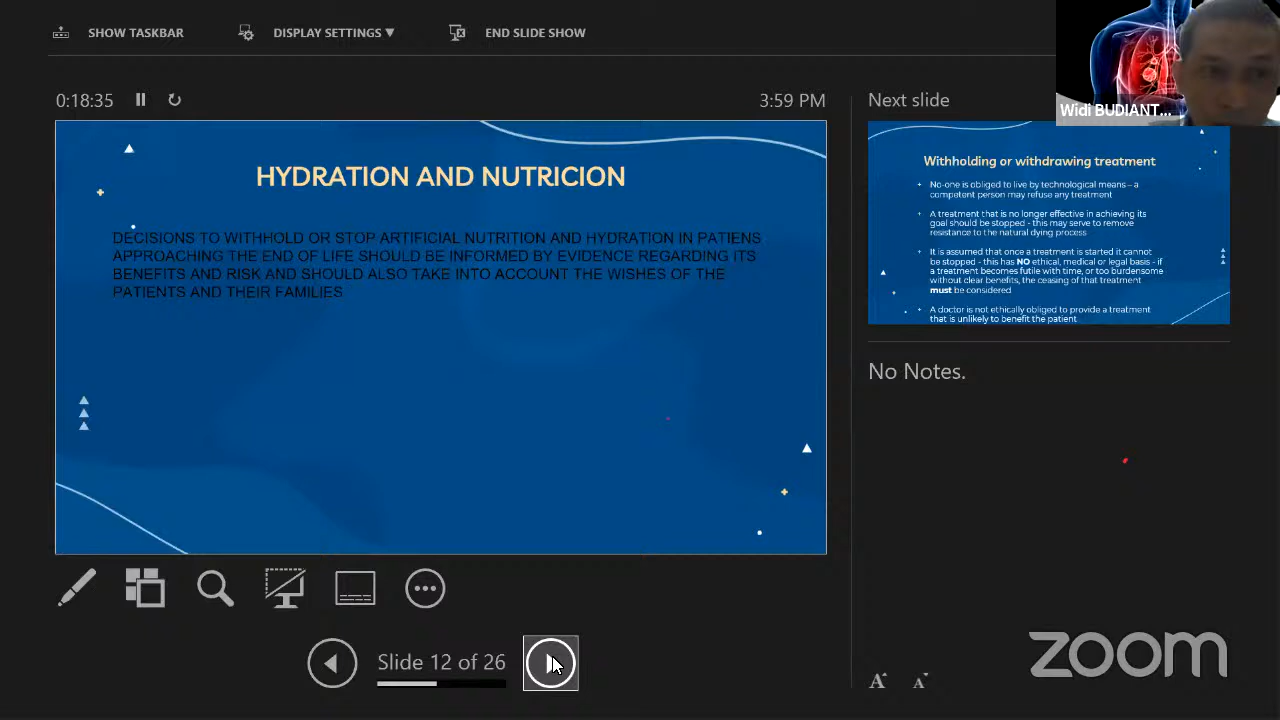 SHOW TASKBAR
DISPLAY SETTINGS ▼
END SLIDE SHOW
0:18:35
3:59 PM
Next slide
Widi BUDIANT...
HYDRATION AND NUTRICION
DECISIONS TO WITHHOLD OR STOP ARTIFICIAL NUTRITION AND HYDRATION IN PATIENS
APPROACHING THE END OF LIFE SHOULD BE INFORMED BY EVIDENCE REGARDING ITS
BENEFITS AND RISK AND SHOULD ALSO TAKE INTO ACCOUNT THE WISHES OF THE
PATIENTS AND THEIR FAMILIES
Withholding or withdrawing treatment
No-one is obliged to live by technological means – a
competent person may refuse any treatment
A treatment that is no longer effective in achieving its
goal should be stopped - this may serve to remove
resistance to the natural dying process
It is assumed that once a treatment is started it cannot
be stopped - this has NO ethical, medical or legal basis - if
a treatment becomes futile with time, or too burdensome
without clear benefits, the ceasing of that treatment
must be considered
A doctor is not ethically obliged to provide a treatment
that is unlikely to benefit the patient
No Notes.
Slide 12 of 26
A A
zoom